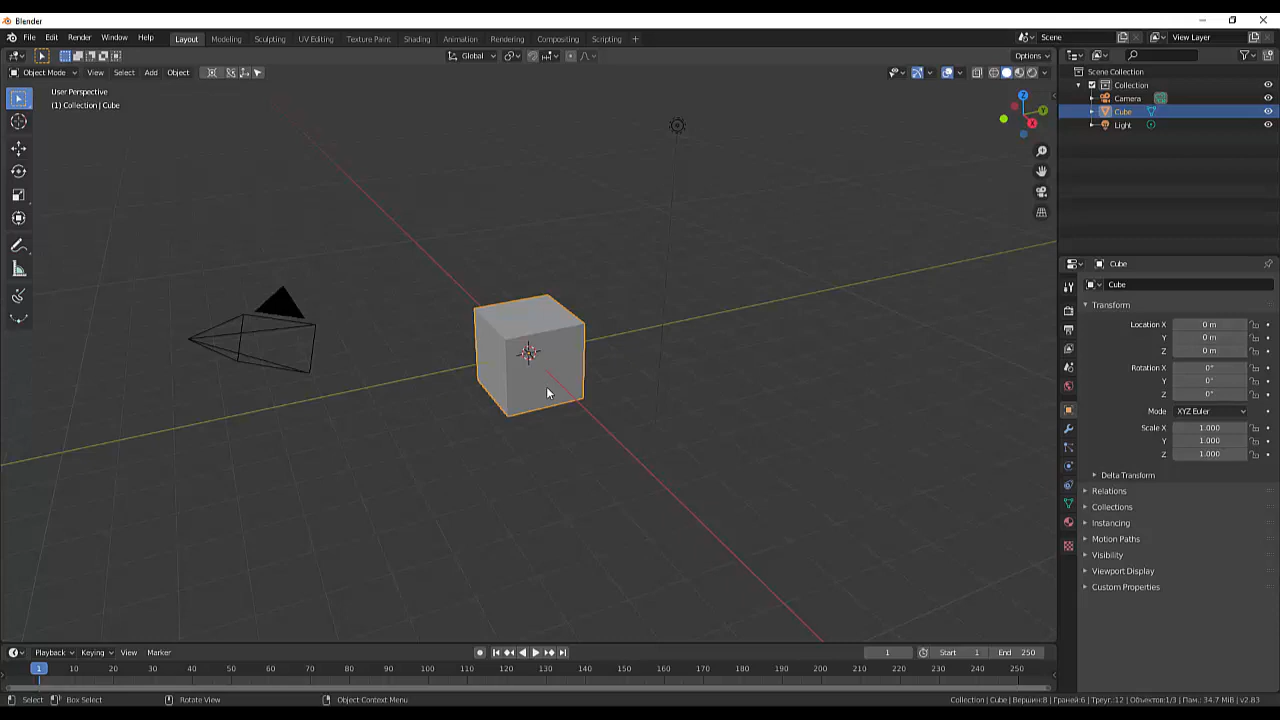 Blender
File Edit Render Window Help Layout Modeling Sculpting UV Editing Texture Paint Shading Animation Rendering Compositing Scripting + Scene View Layer
Global Options
Object Mode View Select Add Object
User Perspective
(1) Collection | Cube
Z
Y
X
Scene Collection
Collection
Camera
Cube
Light
Cube
Cube
Transform
Location X 0 m
Y 0 m
Z 0 m
Rotation X 0°
Y 0°
Z 0°
Mode XYZ Euler
Scale X 1.000
Y 1.000
Z 1.000
Delta Transform
Relations
Collections
Instancing
Motion Paths
Visibility
Viewport Display
Custom Properties
Playback Keying View Marker 1 Start 1 End 250
1 10 20 30 40 50 60 70 80 90 100 110 120 130 140 150 160 170 180 190 200 210 220 230 240 250
Select Box Select Rotate View Object Context Menu Collection | Cube | Вершин:8 | Граней:6 | Треуг.:12 | Объектов:1/3 | Пам.: 34.7 MiB | v2.83